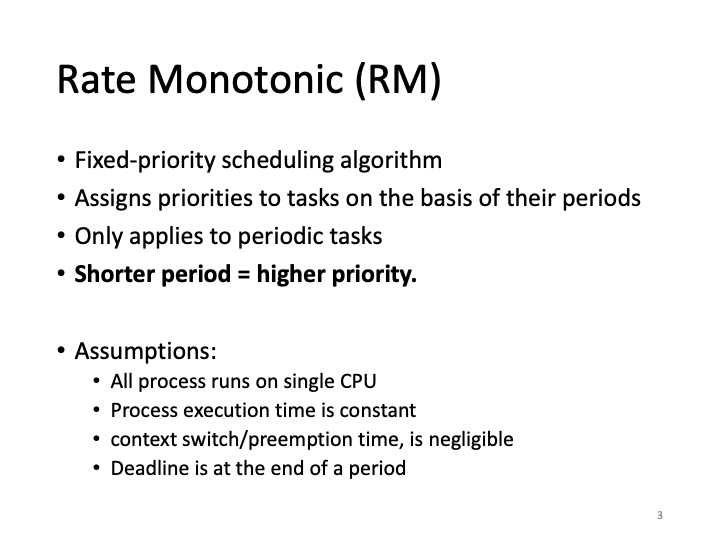 Rate Monotonic (RM)
• Fixed-priority scheduling algorithm
• Assigns priorities to tasks on the basis of their periods
• Only applies to periodic tasks
• Shorter period = higher priority.
• Assumptions:
• All process runs on single CPU
• Process execution time is constant
• context switch/preemption time, is negligible
• Deadline is at the end of a period
3